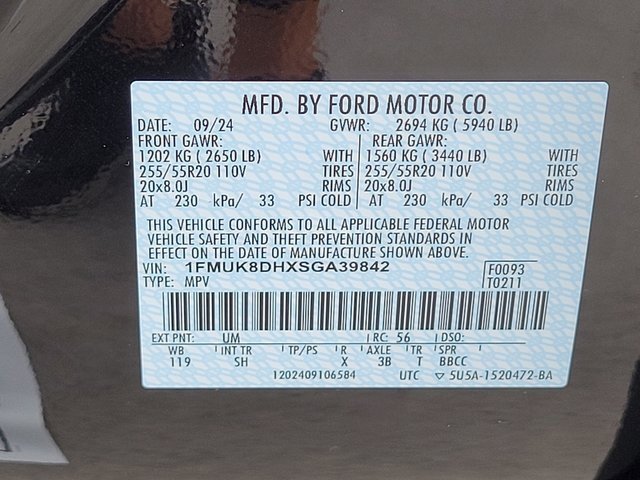 MFD. BY FORD MOTOR CO.
DATE: 09/24 GVWR: 2694 KG ( 5940 LB)
FRONT GAWR: REAR GAWR:
1202 KG ( 2650 LB) WITH 1560 KG ( 3440 LB) WITH
255/55R20 110V TIRES 255/55R20 110V TIRES
20x8.0J RIMS 20x8.0J RIMS
AT 230 kPa/ 33 PSI COLD AT 230 kPa/ 33 PSI COLD
THIS VEHICLE CONFORMS TO ALL APPLICABLE FEDERAL MOTOR
VEHICLE SAFETY AND THEFT PREVENTION STANDARDS IN
EFFECT ON THE DATE OF MANUFACTURE SHOWN ABOVE.
VIN: 1FMUK8DHXSGA39842 F0093
TYPE: MPV T0211
EXT PNT: UM RC: 56 DSO:
WB INT TR TP/PS R AXLE TR SPR
119 SH X 3B T BBCC
1202409106584 UTC ▽ 5U5A-1520472-BA